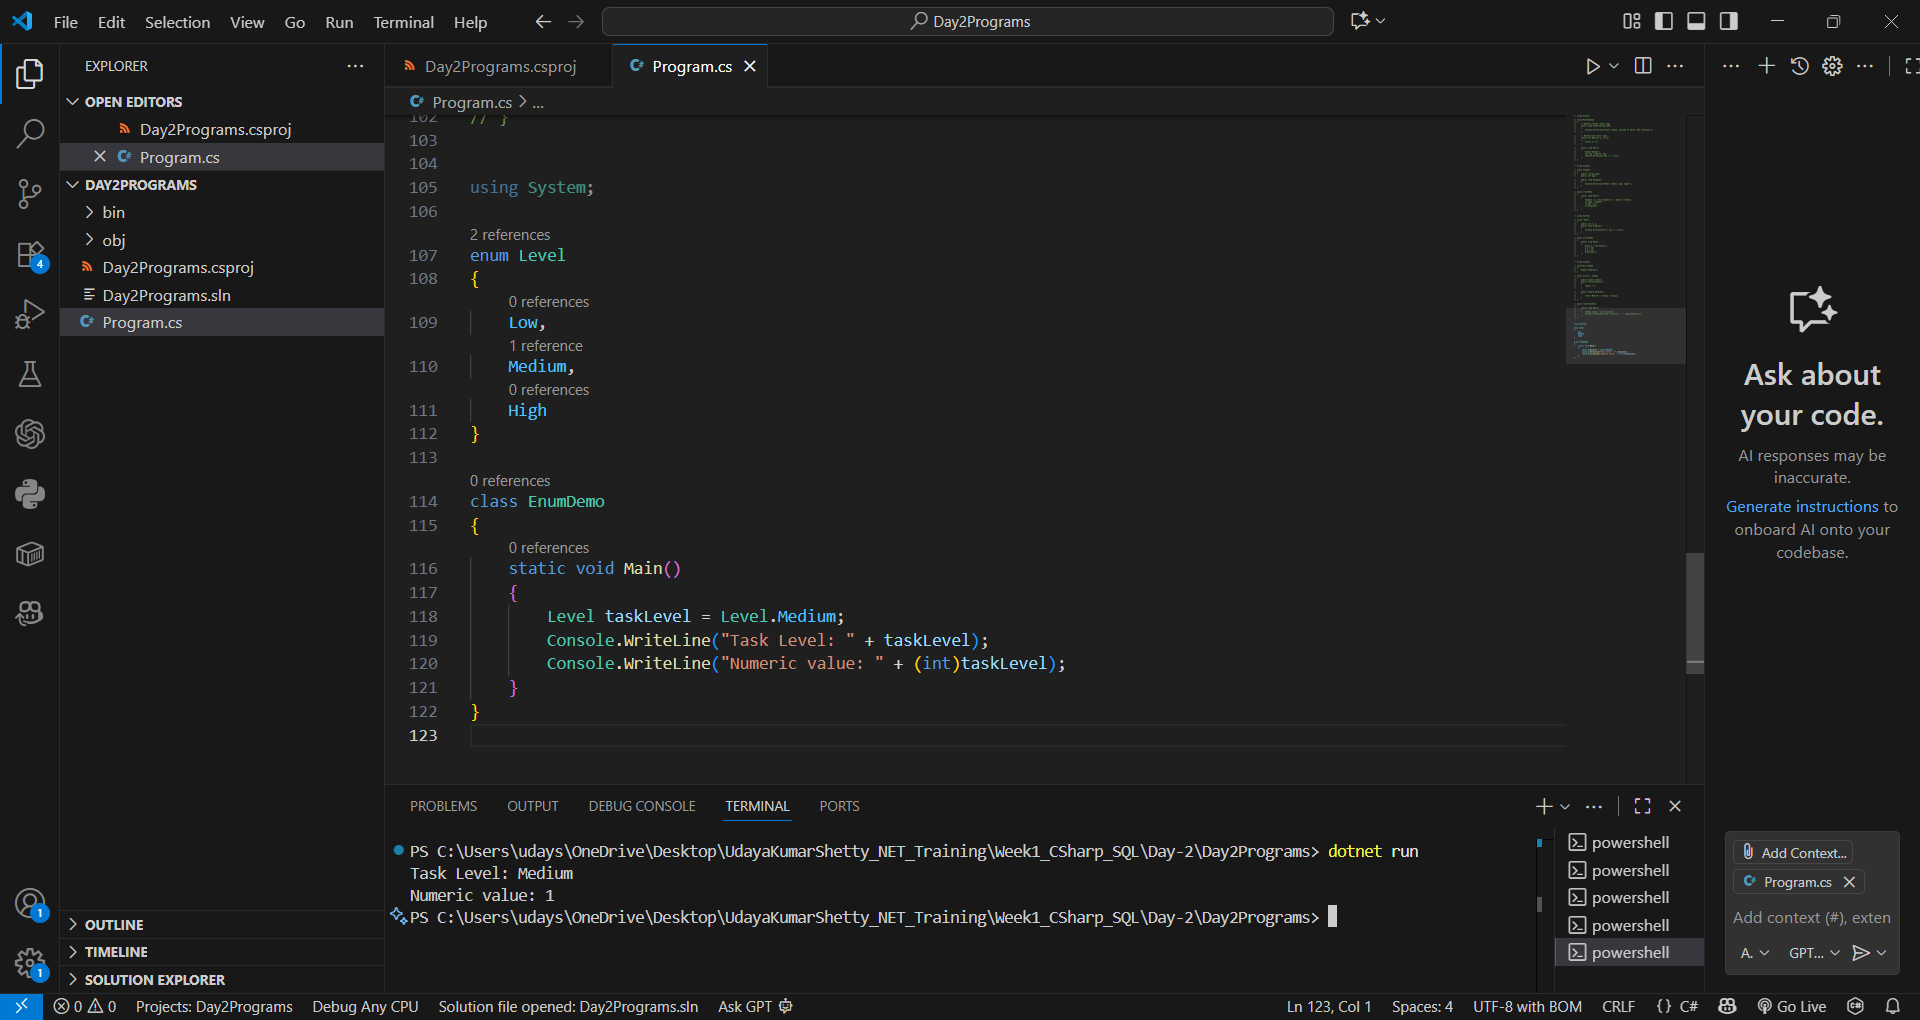 File Edit Selection View Go Run Terminal Help
Day2Programs
EXPLORER
OPEN EDITORS
Day2Programs.csproj
Program.cs
DAY2PROGRAMS
bin
obj
Day2Programs.csproj
Day2Programs.sln
Program.cs
OUTLINE
TIMELINE
SOLUTION EXPLORER
4
1
1
Day2Programs.csproj Program.cs
Program.cs > ...
102 // }
103
104
105 using System;
106
2 references
107 enum Level
108 {
0 references
109 Low,
1 reference
110 Medium,
0 references
111 High
112 }
113
0 references
114 class EnumDemo
115 {
0 references
116 static void Main()
117 {
118 Level taskLevel = Level.Medium;
119 Console.WriteLine("Task Level: " + taskLevel);
120 Console.WriteLine("Numeric value: " + (int)taskLevel);
121 }
122 }
123
PROBLEMS OUTPUT DEBUG CONSOLE TERMINAL PORTS
PS C:\Users\udays\OneDrive\Desktop\UdayaKumarShetty_NET_Training\Week1_CSharp_SQL\Day-2\Day2Programs> dotnet run
Task Level: Medium
Numeric value: 1
PS C:\Users\udays\OneDrive\Desktop\UdayaKumarShetty_NET_Training\Week1_CSharp_SQL\Day-2\Day2Programs>
powershell
powershell
powershell
powershell
powershell
Ask about
your code.
AI responses may be
inaccurate.
Generate instructions to
onboard AI onto your
codebase.
Add Context...
Program.cs
Add context (#), exten
A. GPT...
0 0 Projects: Day2Programs Debug Any CPU Solution file opened: Day2Programs.sln Ask GPT Ln 123, Col 1 Spaces: 4 UTF-8 with BOM CRLF {} C# Go Live